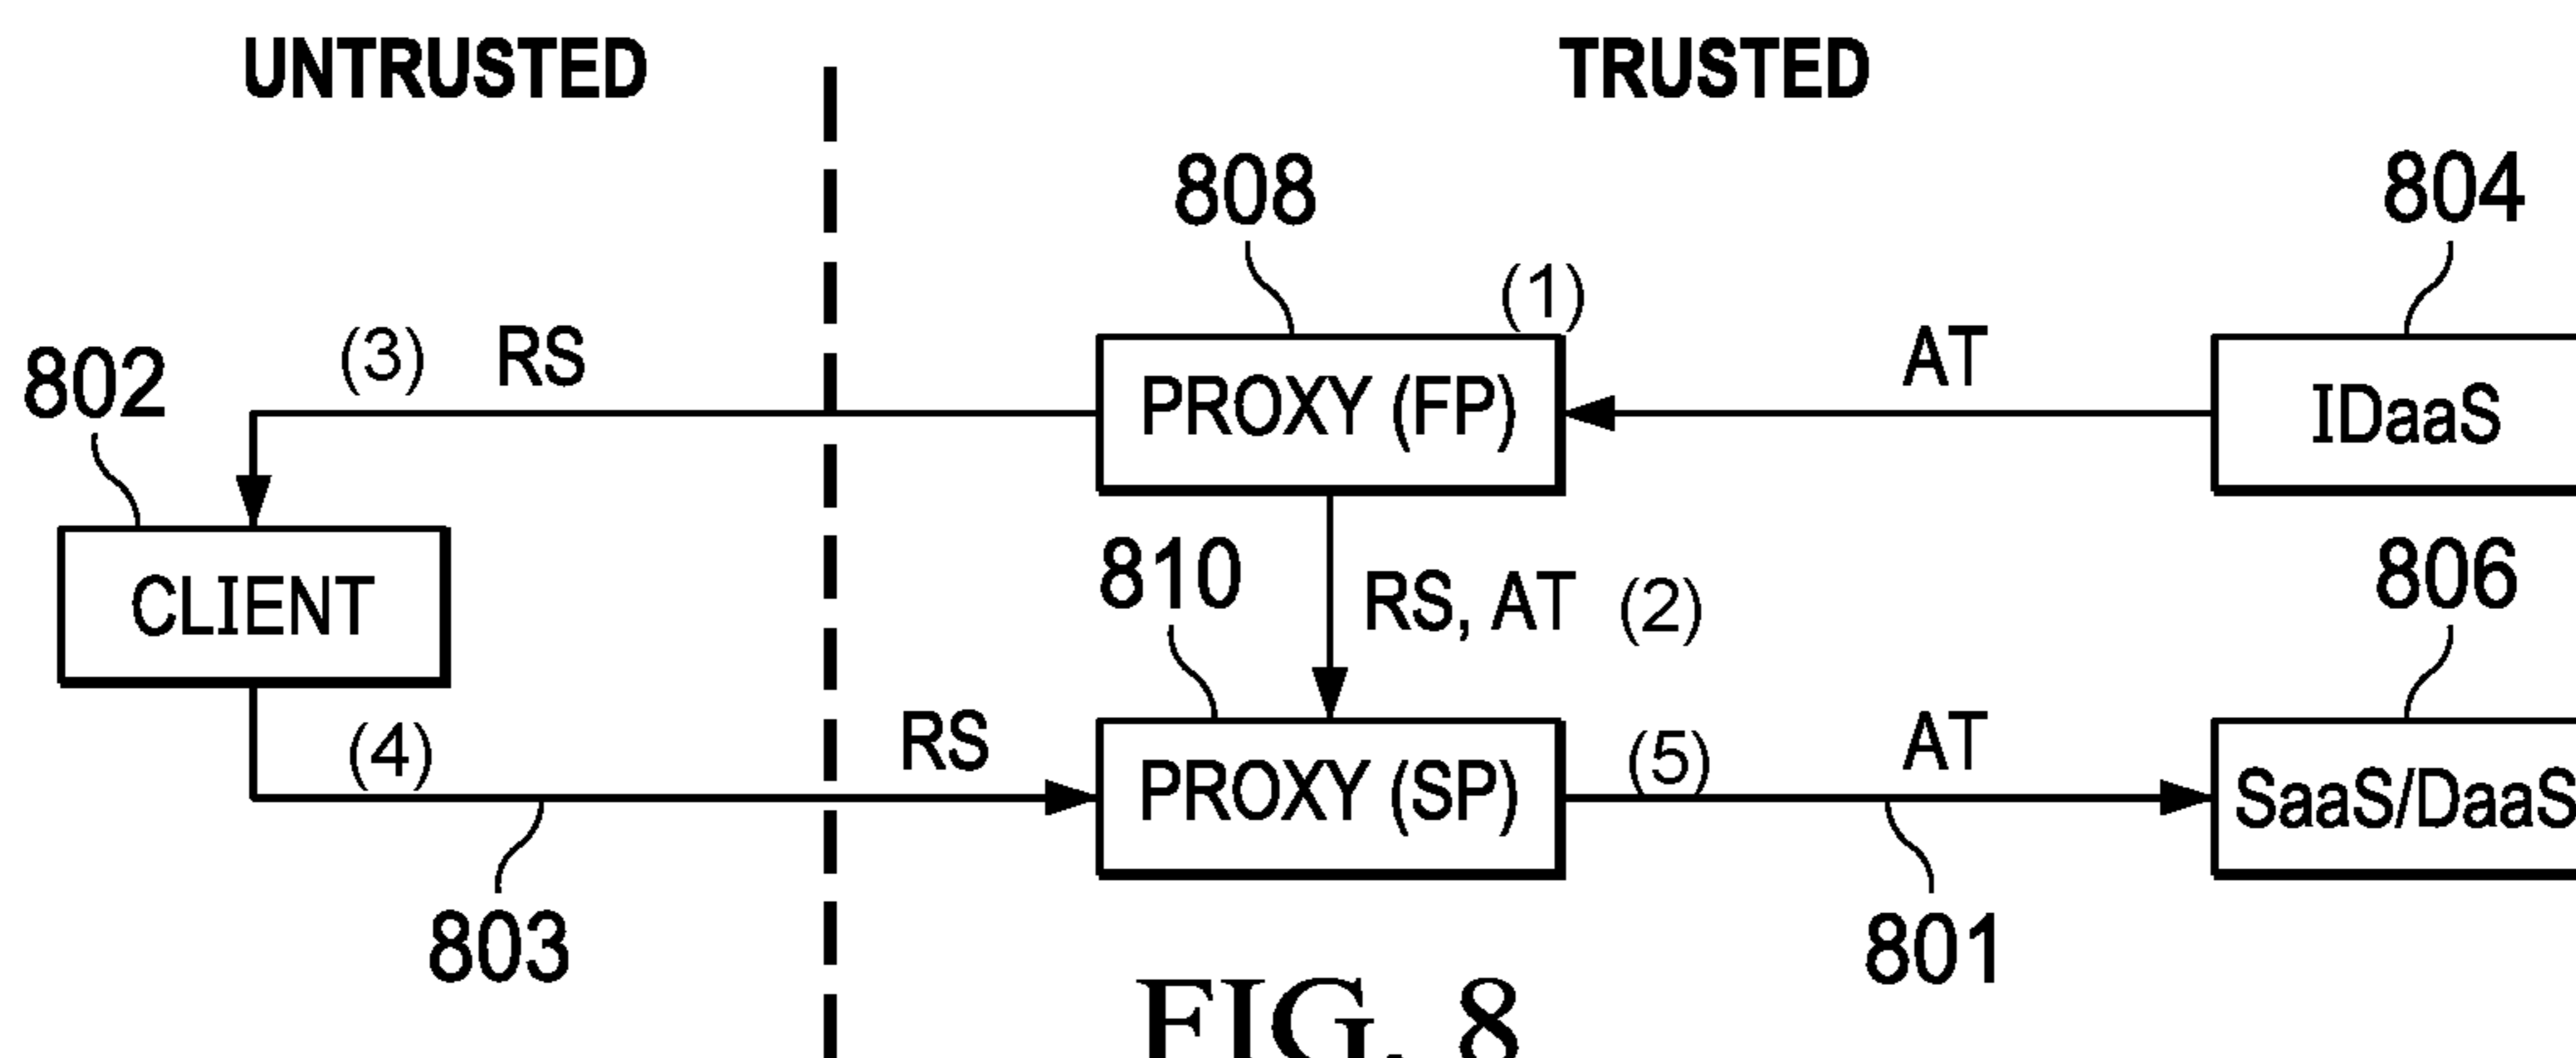 UNTRUSTED
TRUSTED
808
804
(1)
(3) RS
AT
802
PROXY (FP)
IDaaS
CLIENT
810
RS, AT (2)
806
(4)
RS
(5)
AT
PROXY (SP)
SaaS/DaaS
803
801
FIG. 8